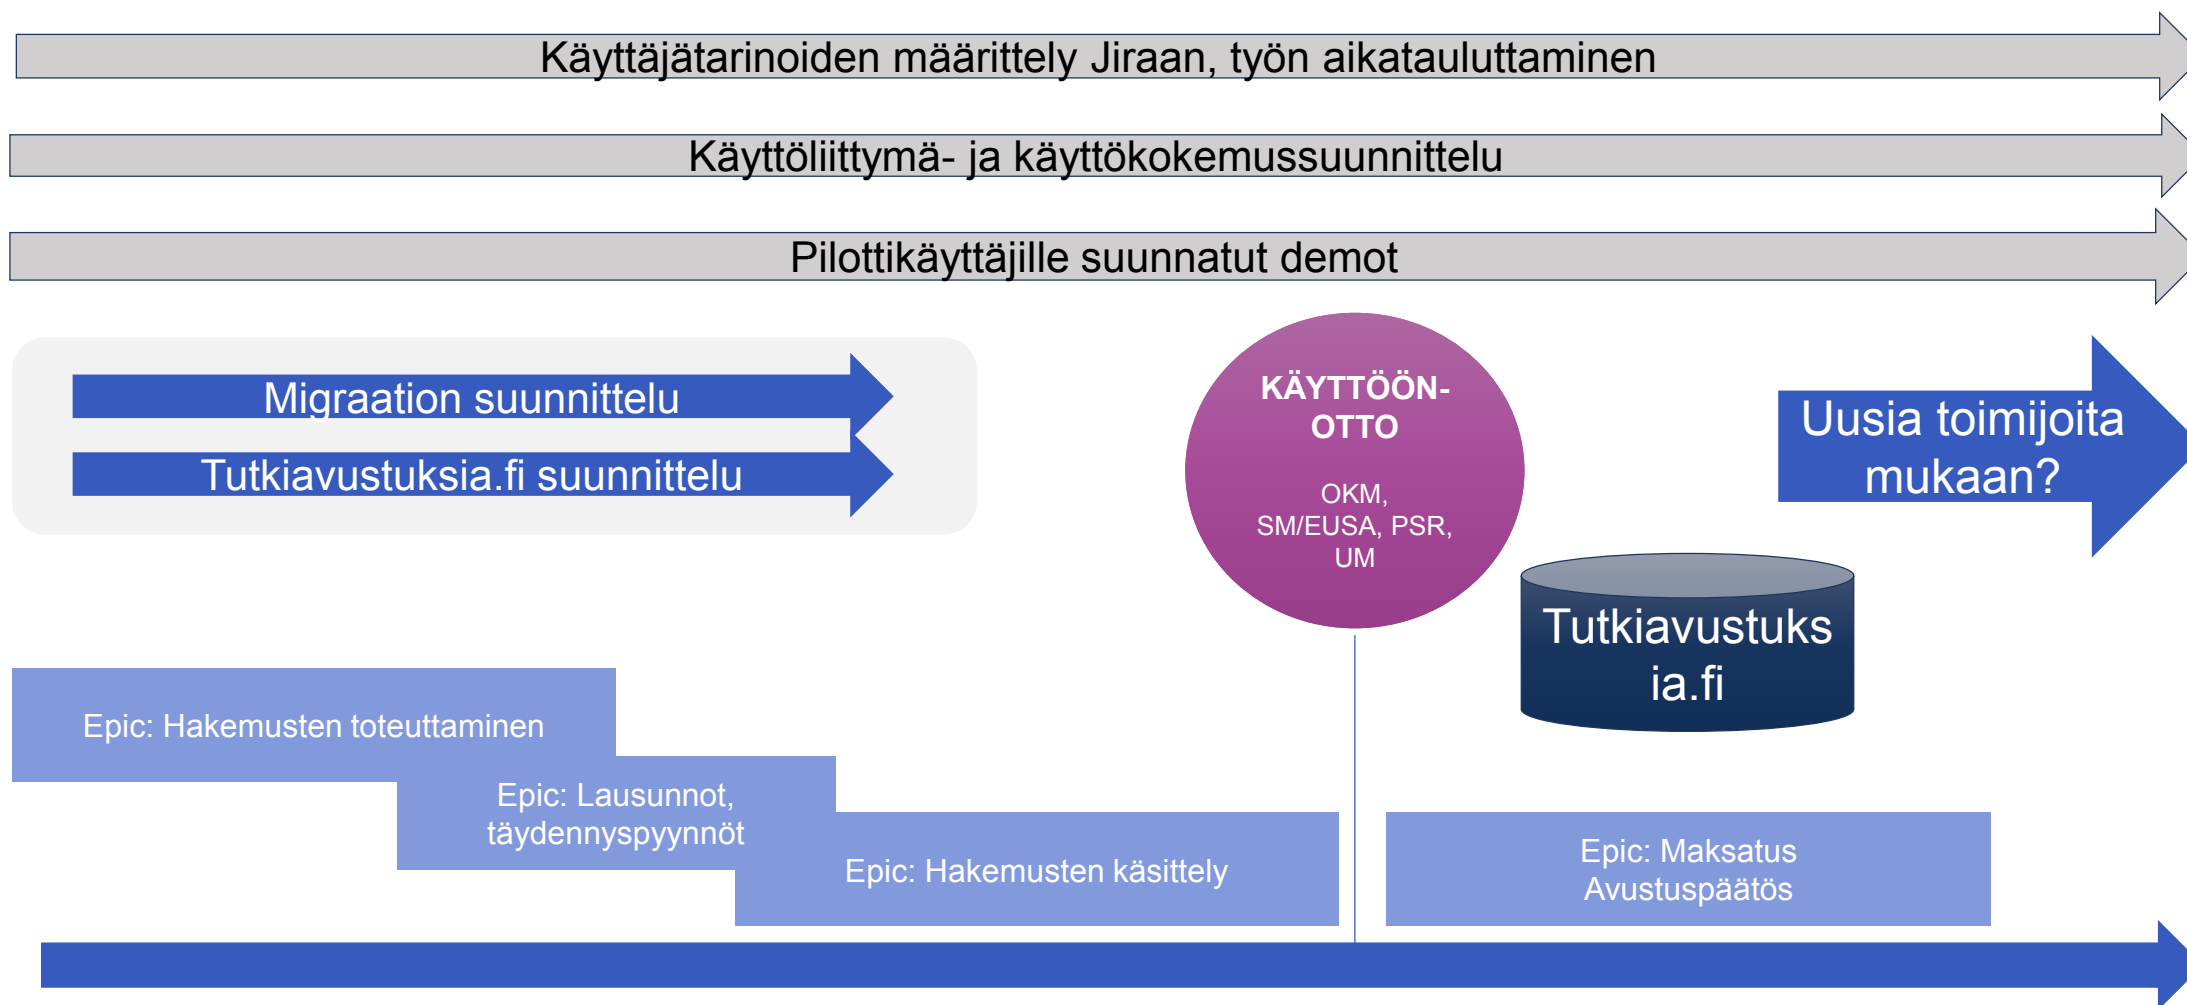 Käyttäjätarinoiden määrittely Jiraan, työn aikatauluttaminen
Käyttöliittymä- ja käyttökokemussuunnittelu
Pilottikäyttäjille suunnatut demot
Migraation suunnittelu
Tutkiavustuksia.fi suunnittelu
KÄYTTÖÖN-
OTTO
OKM,
SM/EUSA, PSR,
UM
Uusia toimijoita
mukaan?
Tutkiavustuks
ia.fi
Epic: Hakemusten toteuttaminen
Epic: Lausunnot,
täydennyspyynnöt
Epic: Hakemusten käsittely
Epic: Maksatus
Avustuspäätös